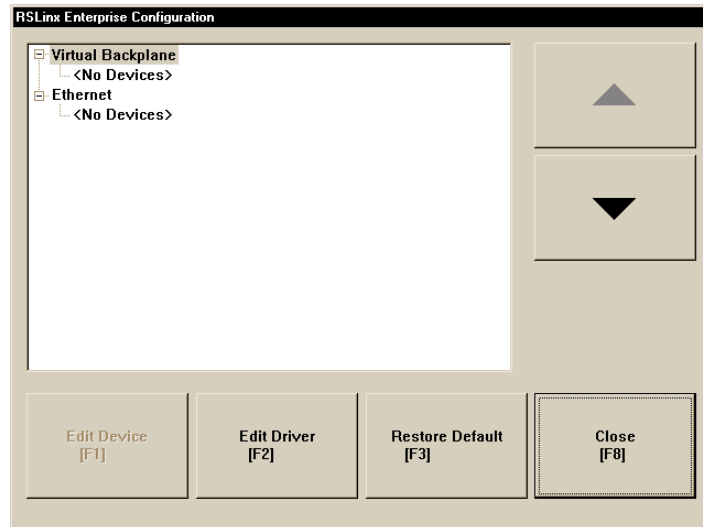 RSLinx Enterprise Configuration
Virtual Backplane
<No Devices>
Ethernet
<No Devices>
Edit Device
[F1]
Edit Driver
[F2]
Restore Default
[F3]
Close
[F8]